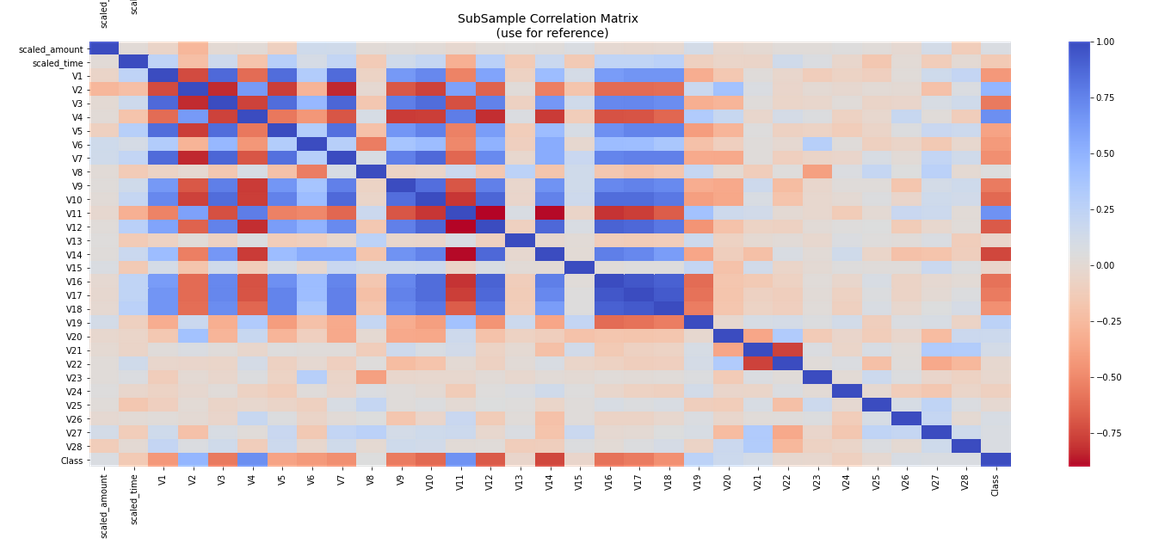 scaled_
sca
SubSample Correlation Matrix
(use for reference)
scaled_amount
scaled_time
V1
V2
V3
V4
V5
V6
V7
V8
V9
V10
V11
V12
V13
V14
V15
V16
V17
V18
V19
V20
V21
V22
V23
V24
V25
V26
V27
V28
Class
scaled_amount
scaled_time
V1
V2
V3
V4
V5
V6
V7
V8
V9
V10
V11
V12
V13
V14
V15
V16
V17
V18
V19
V20
V21
V22
V23
V24
V25
V26
V27
V28
Class
1.00
0.75
0.50
0.25
0.00
−0.25
−0.50
−0.75